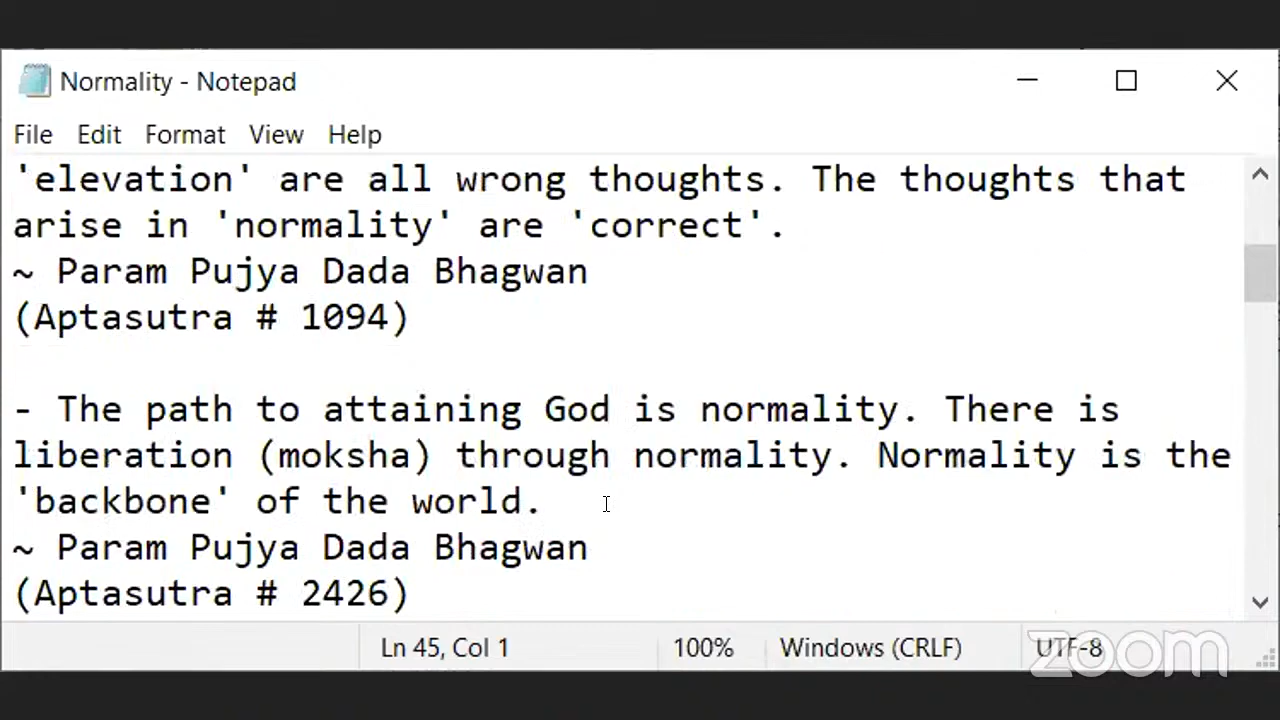 Normality - Notepad
File Edit Format View Help
'elevation' are all wrong thoughts. The thoughts that
arise in 'normality' are 'correct'.
~ Param Pujya Dada Bhagwan
(Aptasutra # 1094)
- The path to attaining God is normality. There is
liberation (moksha) through normality. Normality is the
'backbone' of the world.
~ Param Pujya Dada Bhagwan
(Aptasutra # 2426)
Ln 45, Col 1 100% Windows (CRLF) UTF-8
zoom